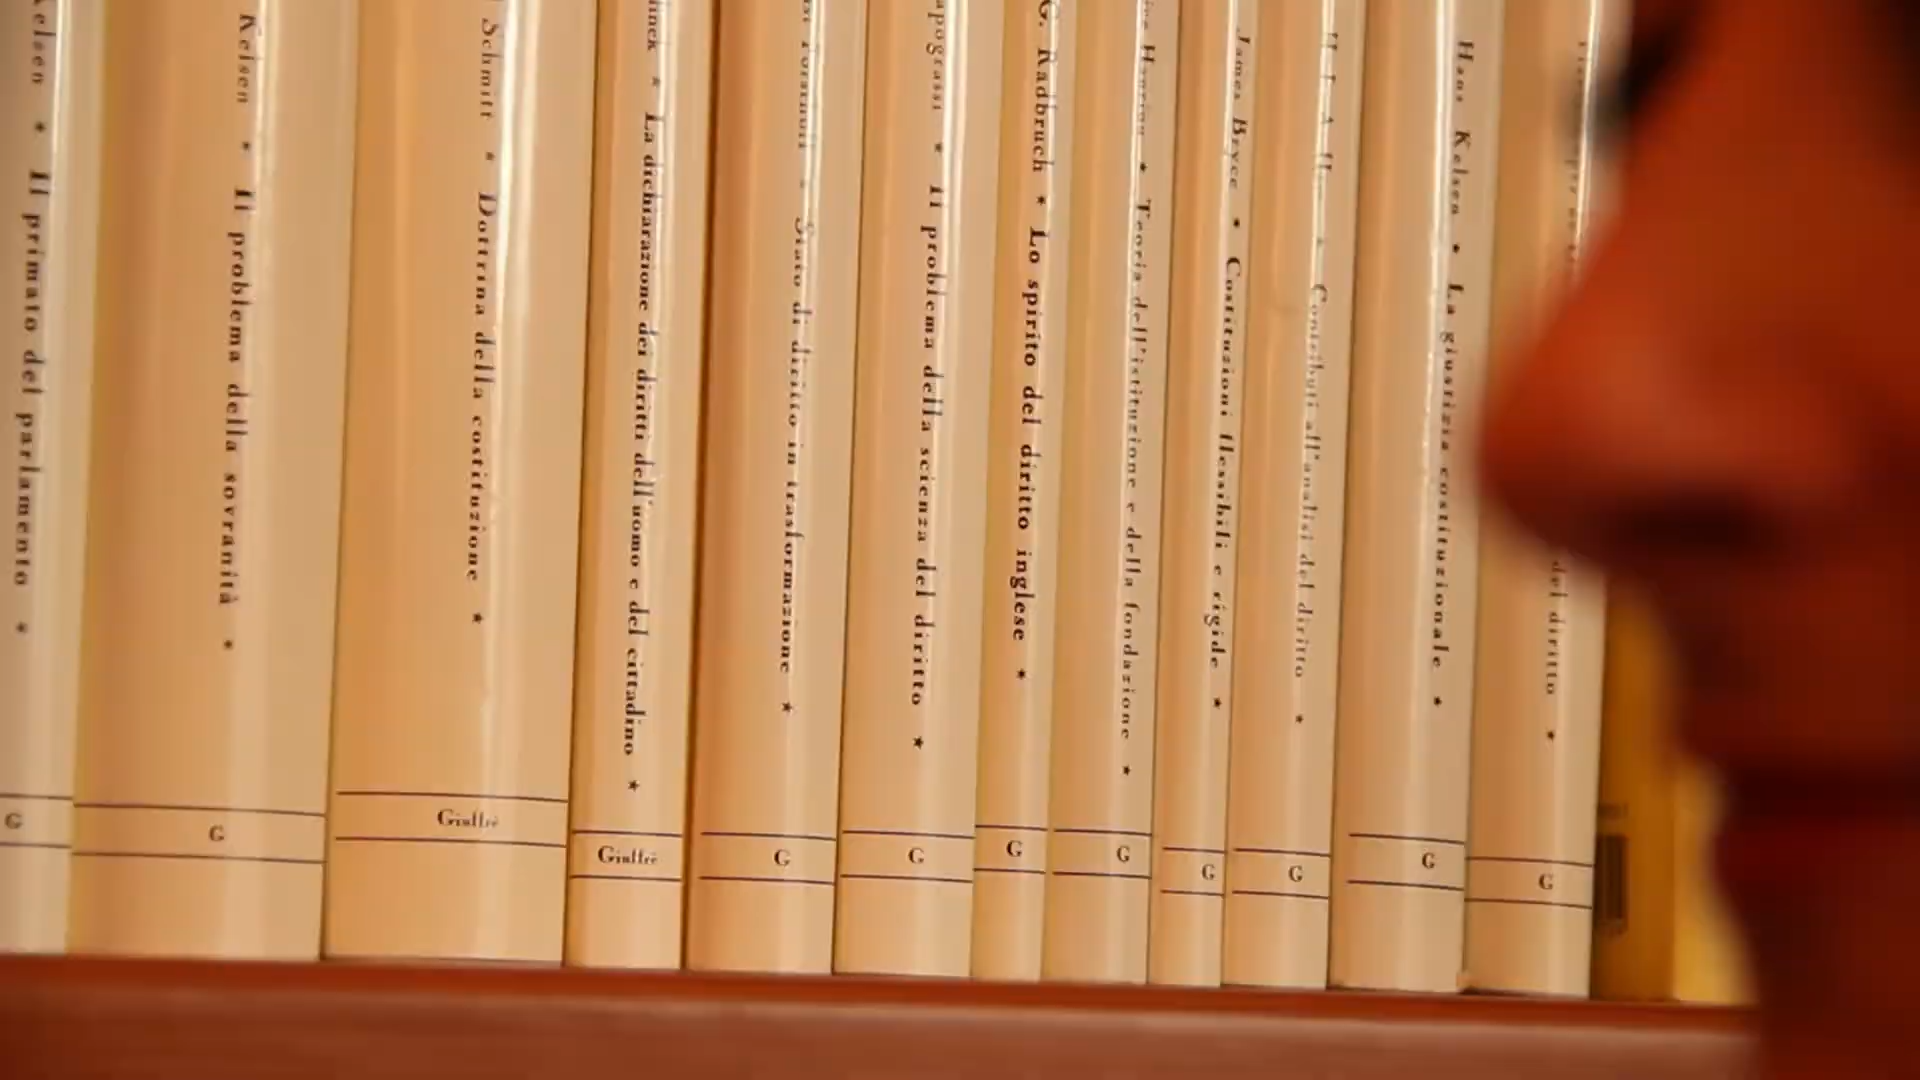 Kelsen * Il primato del parlamento *
G
Kelsen * Il problema della sovranità *
G
Schmitt * Dottrina della costituzione *
Giuffrè
* La dichiarazione dei diritti dell'uomo e del cittadino *
Giuffrè
* Stato di diritto in trasformazione *
G
* Il problema della scienza del diritto *
G
G. Radbruch * Lo spirito del diritto inglese *
G
* Teoria dell'istituzione e della fondazione *
G
James Bryce * Costituzioni flessibili e rigide *
G
* Contributi all'analisi del diritto *
G
Hans Kelsen * La giustizia costituzionale *
G
del diritto *
G